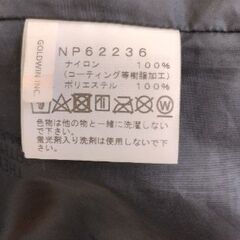 GOLDWIN INC.
NP62236
ナイロン 100%
(コーティング等樹脂加工)
ポリエステル 100%
色物は他の物と一緒に洗濯しない
で下さい。
蛍光剤入り洗剤は使用しないで下
さい。